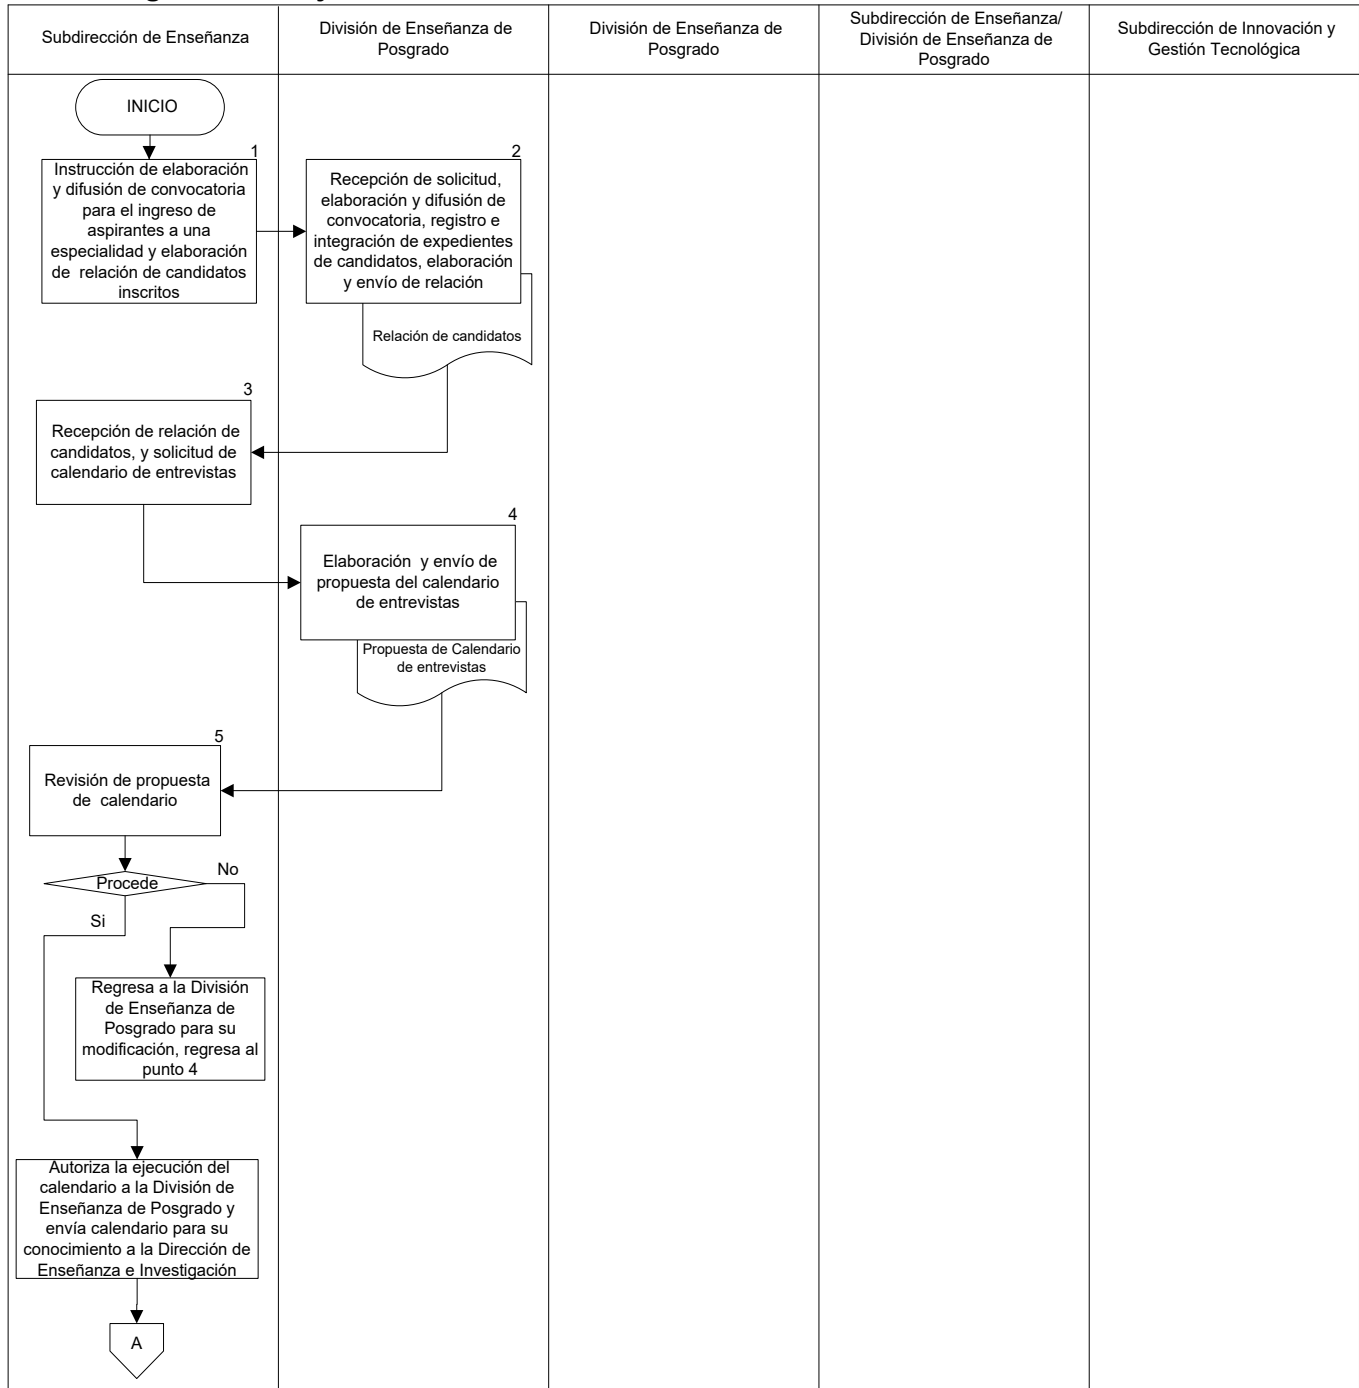 Subdirección de Enseñanza
División de Enseñanza de
Posgrado
División de Enseñanza de
Posgrado
Subdirección de Enseñanza/
División de Enseñanza de
Posgrado
Subdirección de Innovación y
Gestión Tecnológica
INICIO
1
Instrucción de elaboración
y difusión de convocatoria
para el ingreso de
aspirantes a una
especialidad y elaboración
de relación de candidatos
inscritos
2
Recepción de solicitud,
elaboración y difusión de
convocatoria, registro e
integración de expedientes
de candidatos, elaboración
y envío de relación
Relación de candidatos
3
Recepción de relación de
candidatos, y solicitud de
calendario de entrevistas
4
Elaboración y envío de
propuesta del calendario
de entrevistas
Propuesta de Calendario
de entrevistas
5
Revisión de propuesta
de calendario
Procede
No
Si
Regresa a la División
de Enseñanza de
Posgrado para su
modificación, regresa al
punto 4
Autoriza la ejecución del
calendario a la División de
Enseñanza de Posgrado y
envía calendario para su
conocimiento a la Dirección de
Enseñanza e Investigación
A